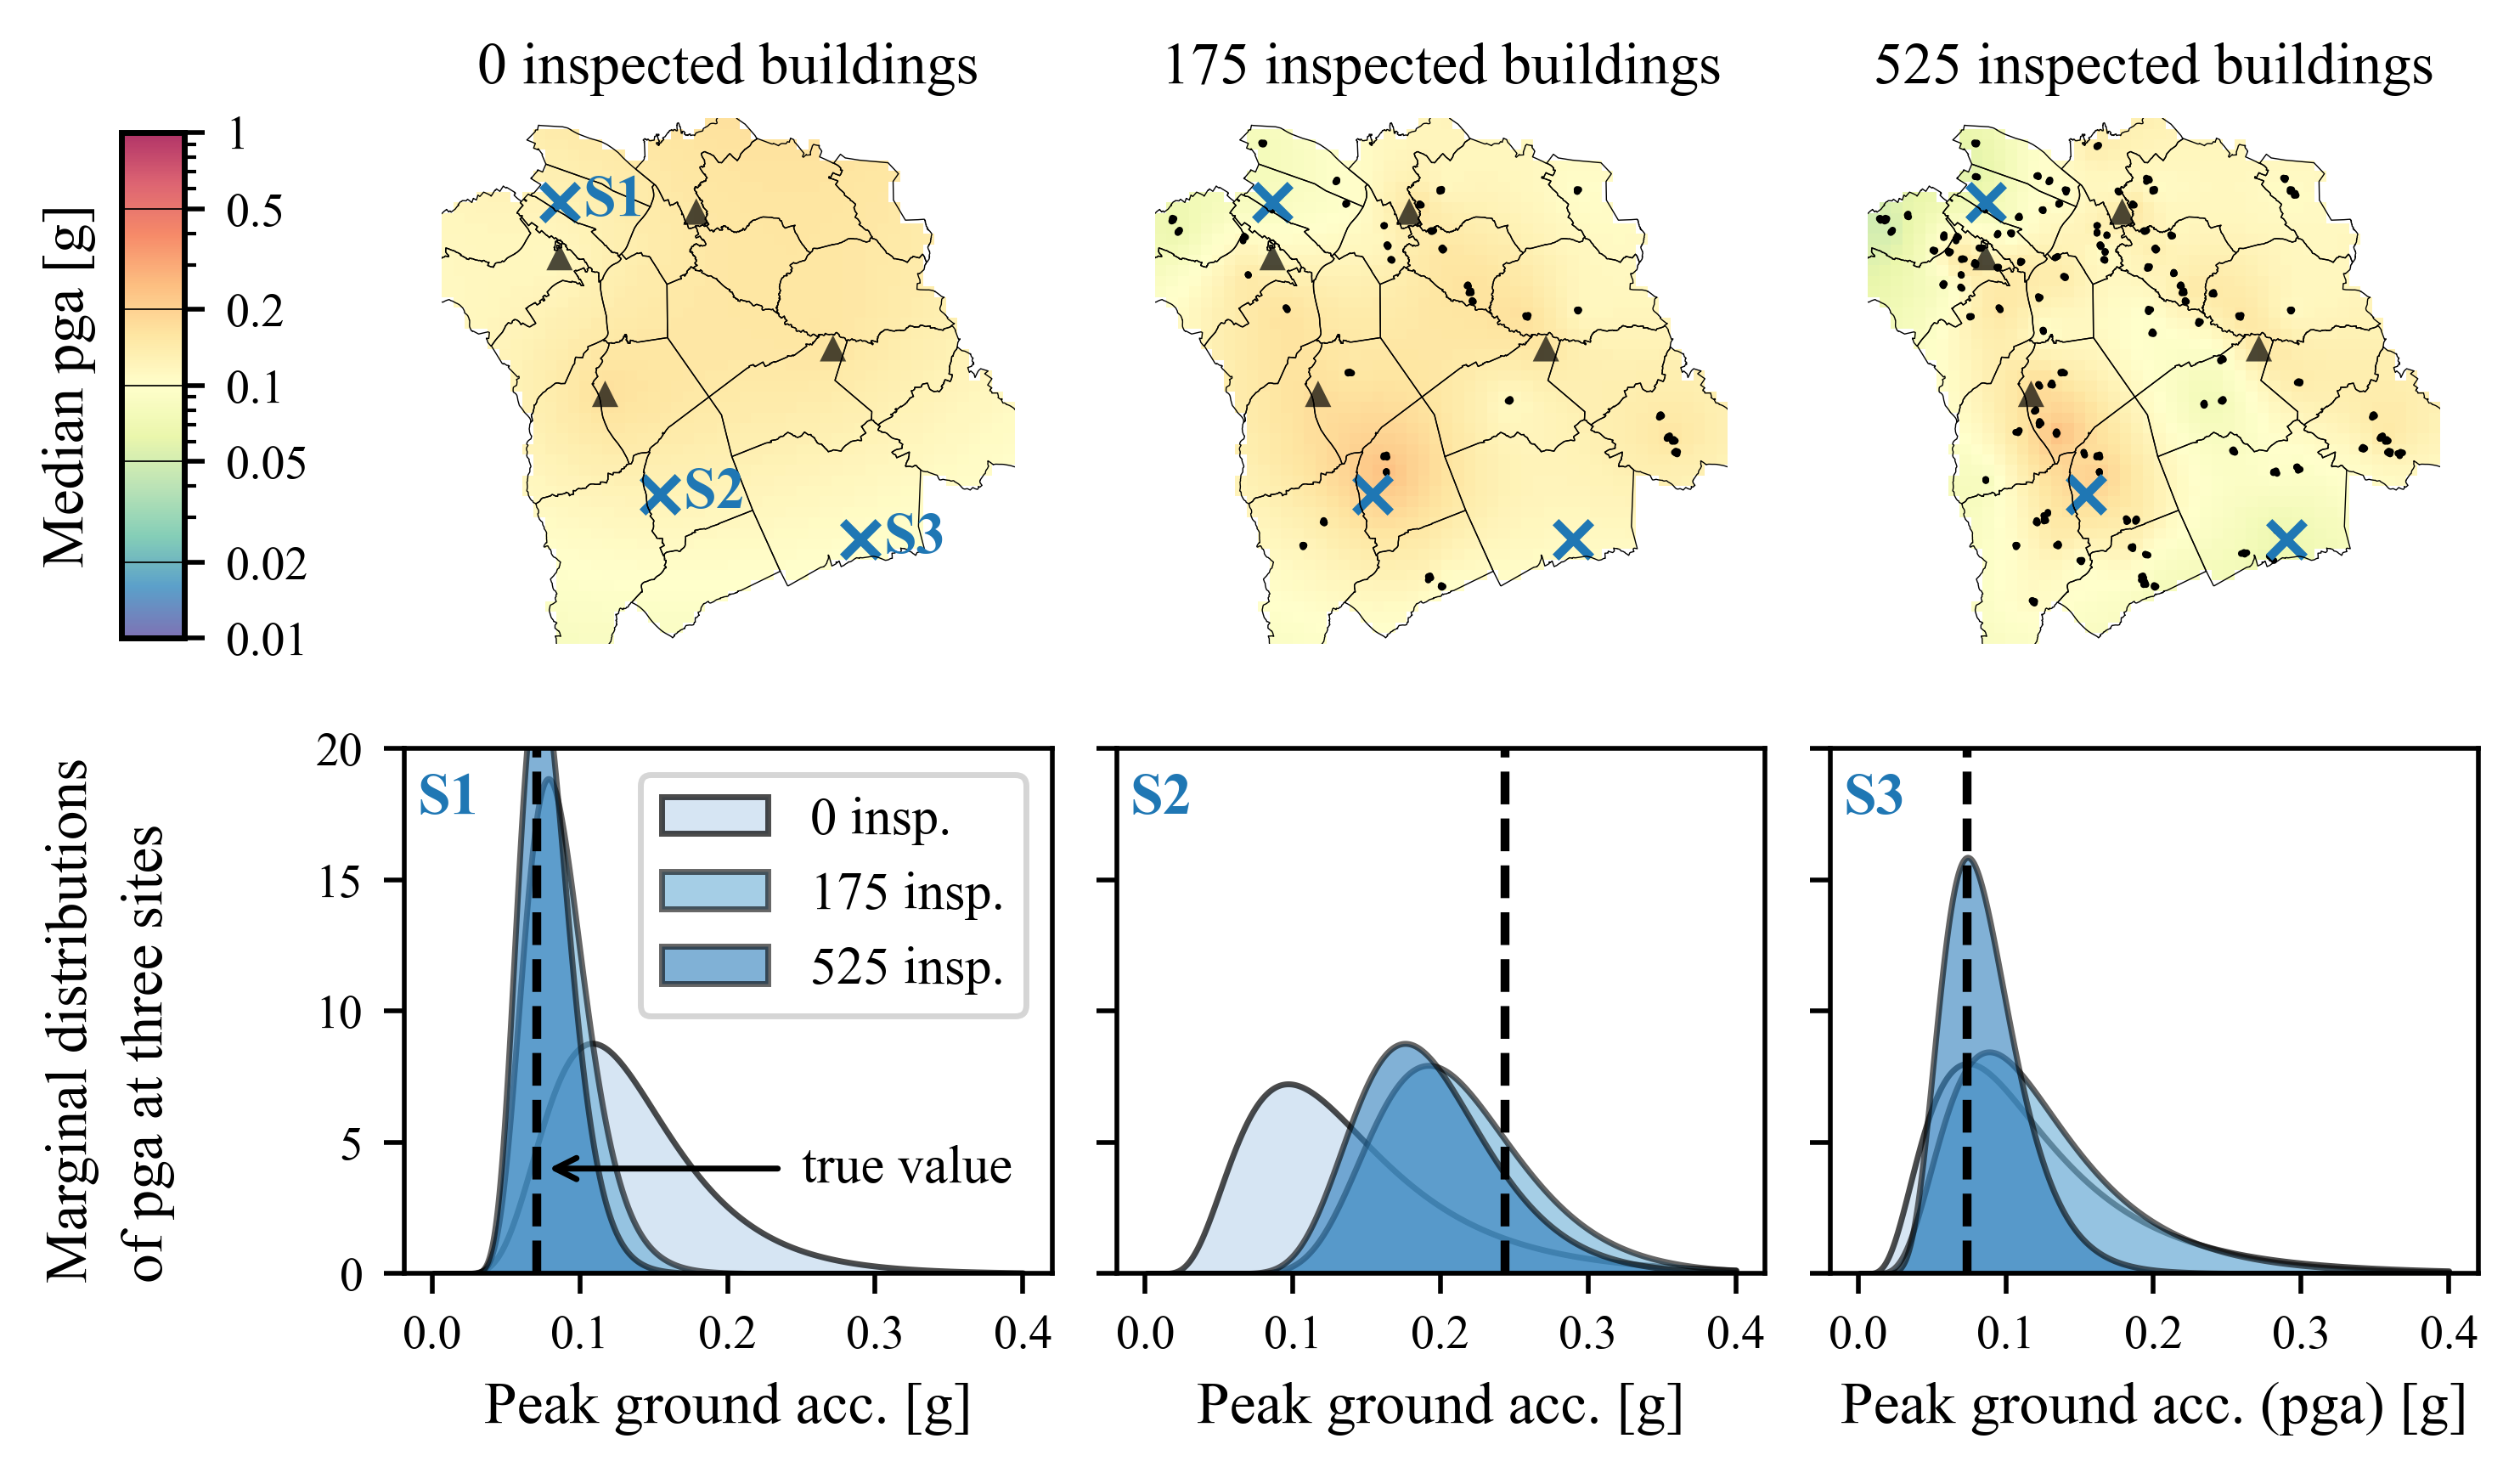 0 inspected buildings
175 inspected buildings
525 inspected buildings
Median pga [g]
1
0.5
0.2
0.1
0.05
0.02
0.01
S1
S2
S3
Marginal distributions
of pga at three sites
20
15
10
5
0
S1
0 insp.
175 insp.
525 insp.
true value
S2
S3
0.0 0.1 0.2 0.3 0.4
0.0 0.1 0.2 0.3 0.4
0.0 0.1 0.2 0.3 0.4
Peak ground acc. [g]
Peak ground acc. [g]
Peak ground acc. (pga) [g]